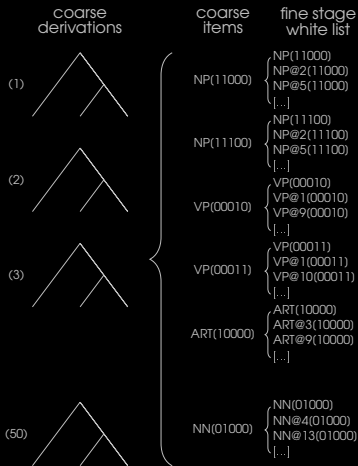 coarse derivations
coarse items
fine stage white list
(1)
(2)
(3)
(50)
NP(11000)
NP(11000)
NP@2(11000)
NP@5(11000)
[...]
NP(11100)
NP(11100)
NP@2(11100)
NP@5(11100)
[...]
VP(00010)
VP(00010)
VP@1(00010)
VP@9(00010)
[...]
VP(00011)
VP(00011)
VP@1(00011)
VP@10(00011)
[...]
ART(10000)
ART(10000)
ART@3(10000)
ART@9(10000)
[...]
NN(01000)
NN(01000)
NN@4(01000)
NN@13(01000)
[...]